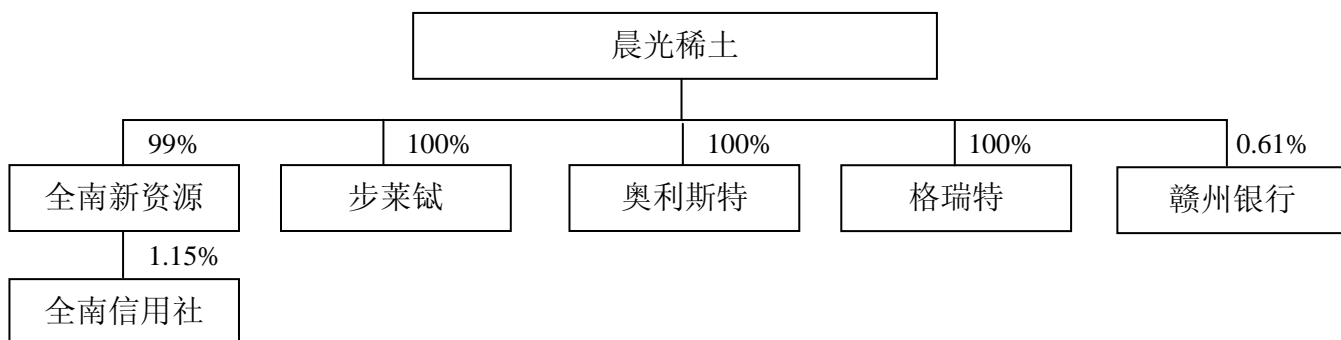 晨光稀土
99% 100% 100% 100% 0.61%
全南新资源 步莱铽 奥利斯特 格瑞特 赣州银行
1.15%
全南信用社